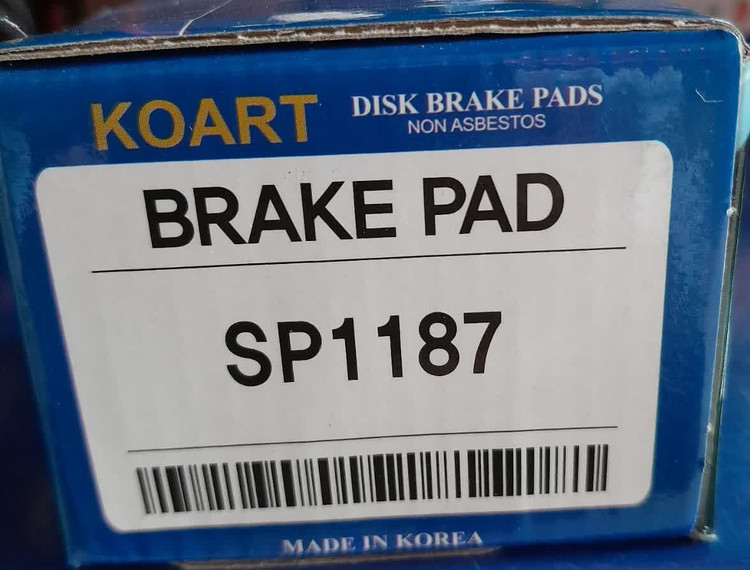 KOART DISK BRAKE PADS
NON ASBESTOS
BRAKE PAD
SP1187
MADE IN KOREA